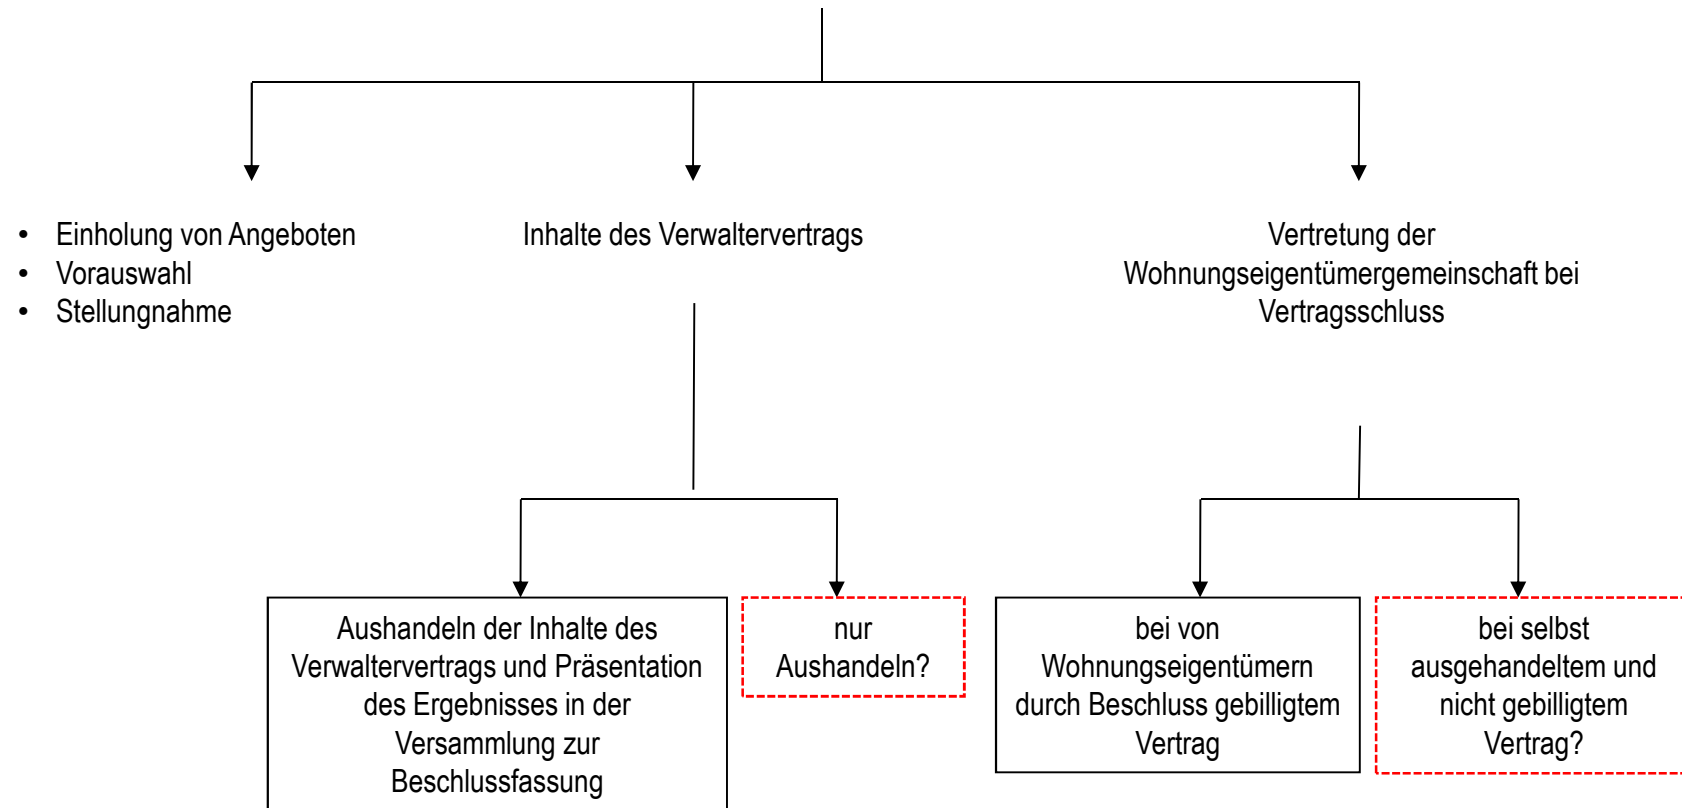 • Einholung von Angeboten
• Vorauswahl
• Stellungnahme
Inhalte des Verwaltervertrags
Vertretung der
Wohnungseigentümergemeinschaft bei
Vertragsschluss
Aushandeln der Inhalte des
Verwaltervertrags und Präsentation
des Ergebnisses in der
Versammlung zur
Beschlussfassung
nur
Aushandeln?
bei von
Wohnungseigentümern
durch Beschluss gebilligtem
Vertrag
bei selbst
ausgehandeltem und
nicht gebilligtem
Vertrag?